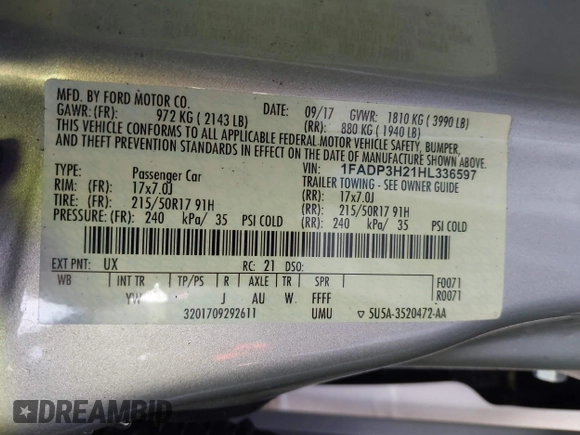 MFD. BY FORD MOTOR CO.
DATE: 09/17 GVWR: 1810 KG ( 3990 LB)
GAWR: (FR): 972 KG ( 2143 LB) (RR): 880 KG ( 1940 LB)
THIS VEHICLE CONFORMS TO ALL APPLICABLE FEDERAL MOTOR VEHICLE SAFETY, BUMPER,
AND THEFT PREVENTION STANDARDS IN EFFECT ON THE DATE OF MANUFACTURE SHOWN ABOVE.
VIN: 1FADP3H21HL336597
TYPE: Passenger Car TRAILER TOWING - SEE OWNER GUIDE
RIM: (FR): 17x7.0J (RR): 17x7.0J
TIRE: (FR): 215/50R17 91H (RR): 215/50R17 91H
PRESSURE: (FR): 240 kPa/ 35 PSI COLD (RR): 240 kPa/ 35 PSI COLD
EXT PNT: UX RC: 21 DSO:
WB INT TR TP/PS R AXLE TR SPR F0071
R0071
YW J AU W FFFF
3201709292611 UMU ▽ 5U5A-3520472-AA
DREAMBID